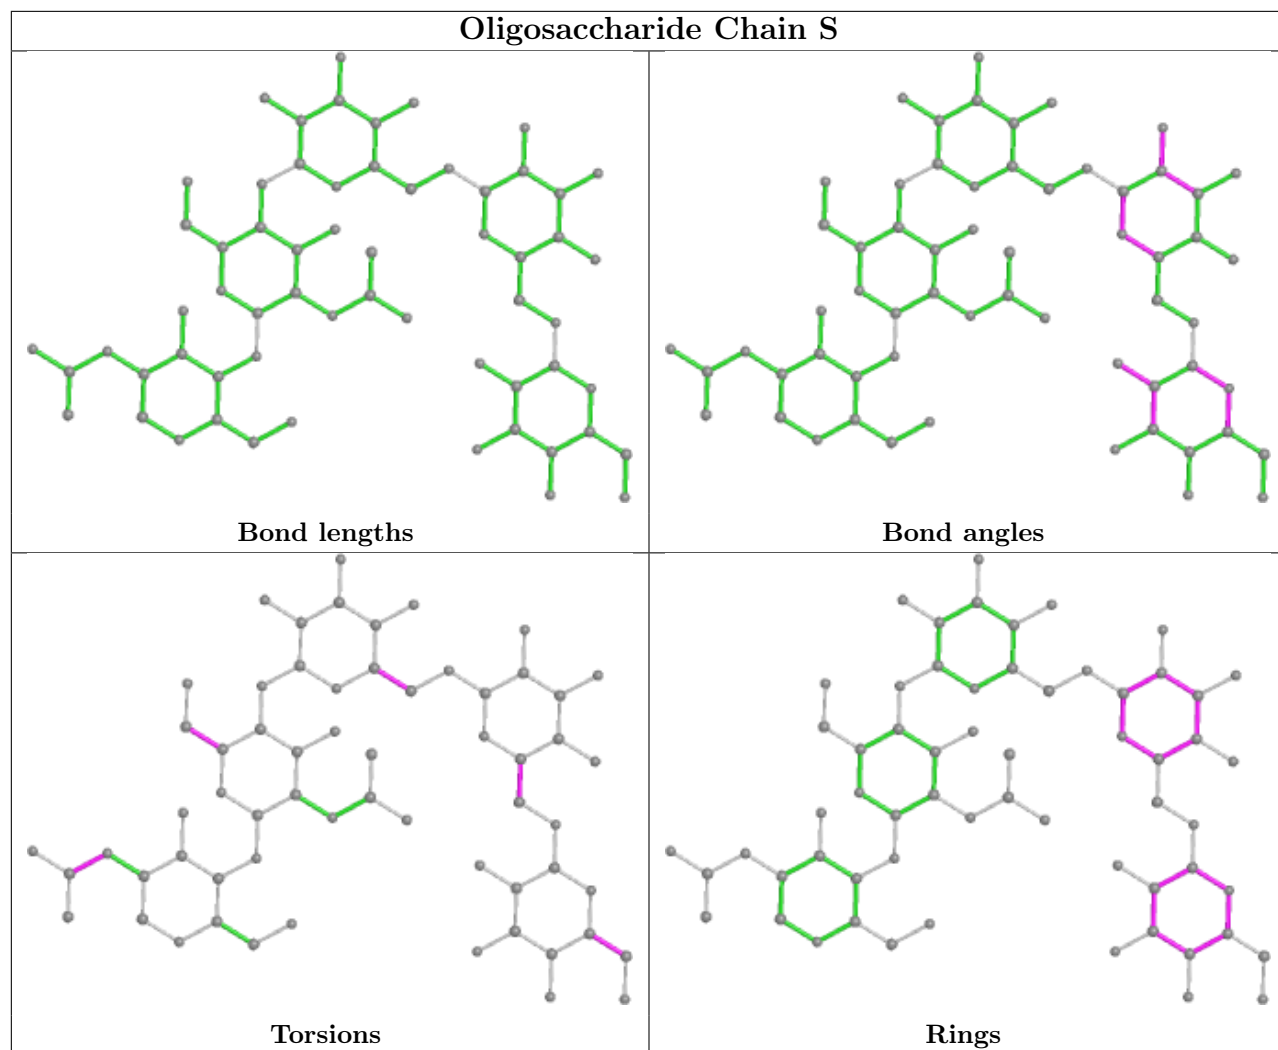 Oligosaccharide Chain S
Bond lengths
Bond angles
Torsions
Rings